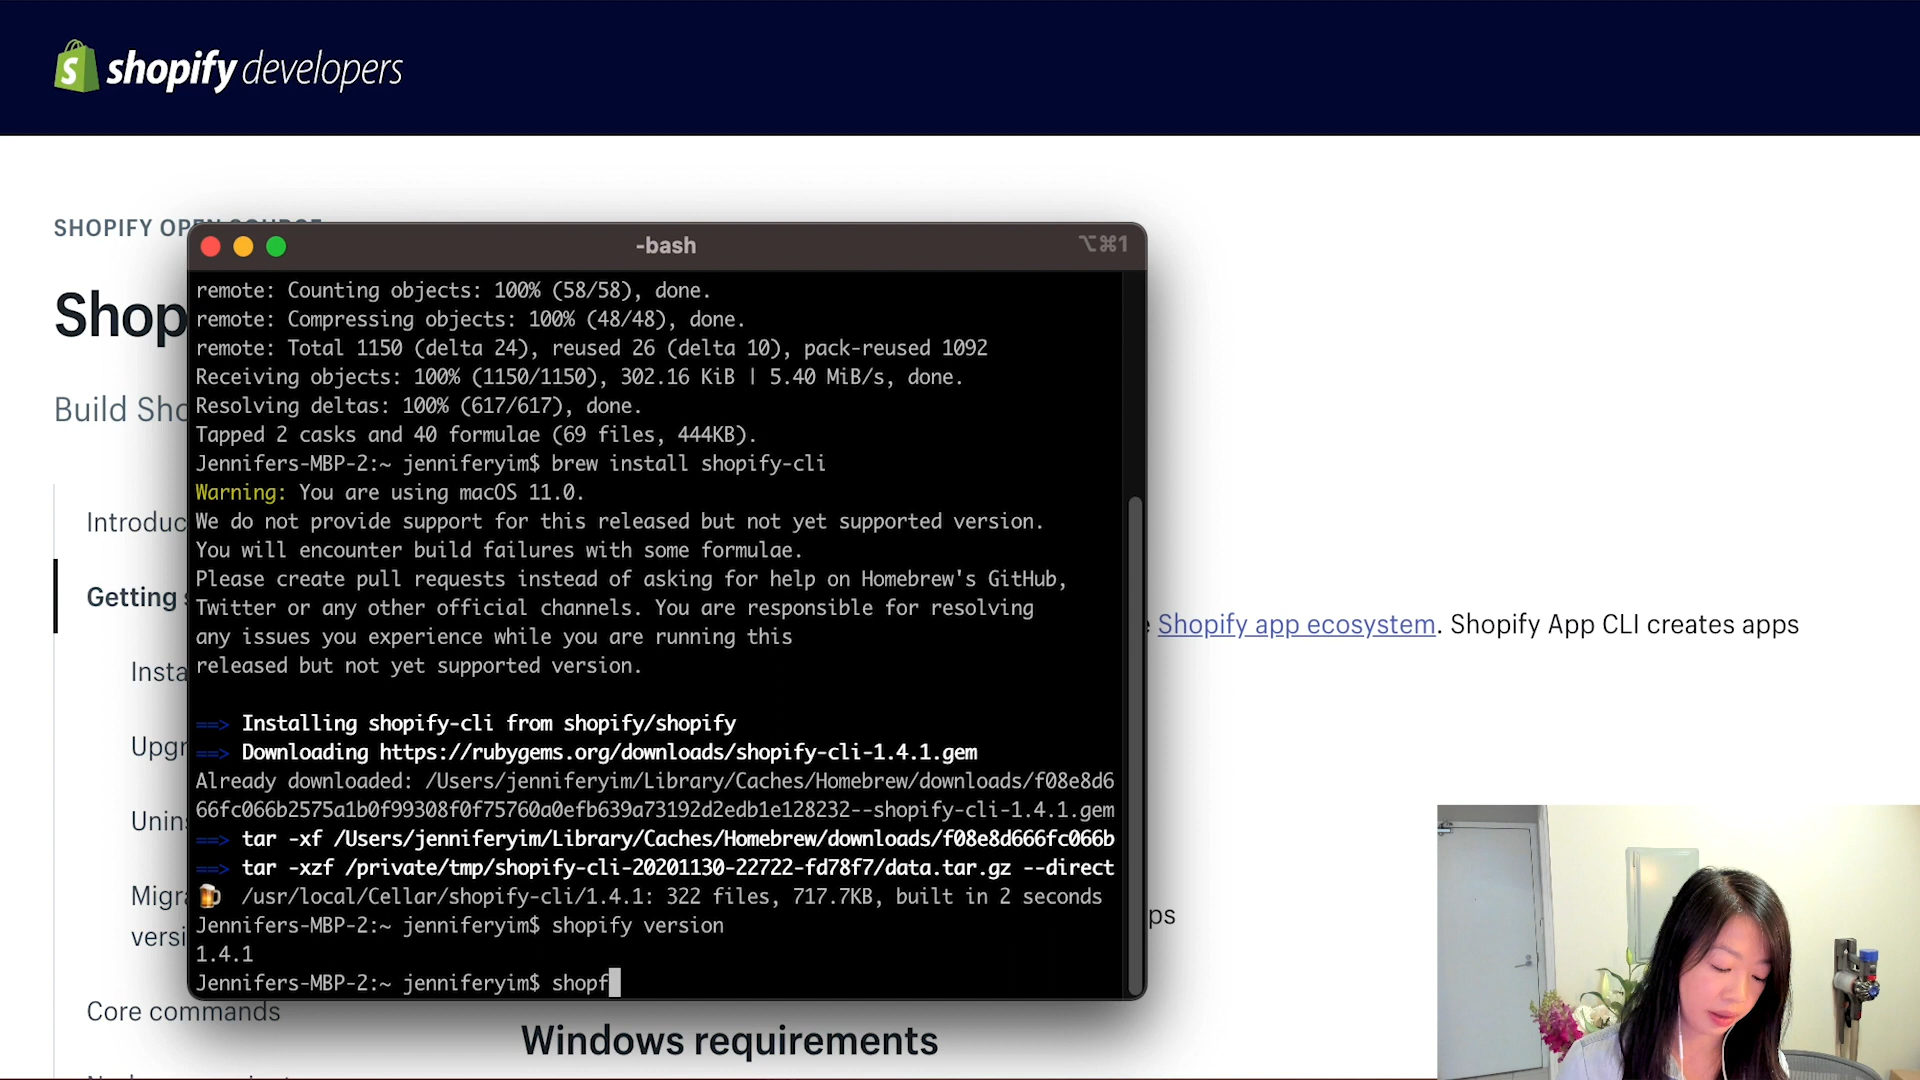 shopify developers
SHOPIFY OPEN SOURCE
Shop
Build Sho
Introduc
Getting s
Insta
Upgr
Unins
Migra
versi
Core commands
-bash
⌥⌘1
remote: Counting objects: 100% (58/58), done.
remote: Compressing objects: 100% (48/48), done.
remote: Total 1150 (delta 24), reused 26 (delta 10), pack-reused 1092
Receiving objects: 100% (1150/1150), 302.16 KiB | 5.40 MiB/s, done.
Resolving deltas: 100% (617/617), done.
Tapped 2 casks and 40 formulae (69 files, 444KB).
Jennifers-MBP-2:~ jenniferyim$ brew install shopify-cli
Warning: You are using macOS 11.0.
We do not provide support for this released but not yet supported version.
You will encounter build failures with some formulae.
Please create pull requests instead of asking for help on Homebrew's GitHub,
Twitter or any other official channels. You are responsible for resolving
any issues you experience while you are running this
released but not yet supported version.
==> Installing shopify-cli from shopify/shopify
==> Downloading https://rubygems.org/downloads/shopify-cli-1.4.1.gem
Already downloaded: /Users/jenniferyim/Library/Caches/Homebrew/downloads/f08e8d6
66fc066b2575a1b0f99308f0f75760a0efb639a73192d2edb1e128232--shopify-cli-1.4.1.gem
==> tar -xf /Users/jenniferyim/Library/Caches/Homebrew/downloads/f08e8d666fc066b
==> tar -xzf /private/tmp/shopify-cli-20201130-22722-fd78f7/data.tar.gz --direct
🍺 /usr/local/Cellar/shopify-cli/1.4.1: 322 files, 717.7KB, built in 2 seconds
Jennifers-MBP-2:~ jenniferyim$ shopify version
1.4.1
Jennifers-MBP-2:~ jenniferyim$ shopf
Shopify app ecosystem. Shopify App CLI creates apps
ps
Windows requirements